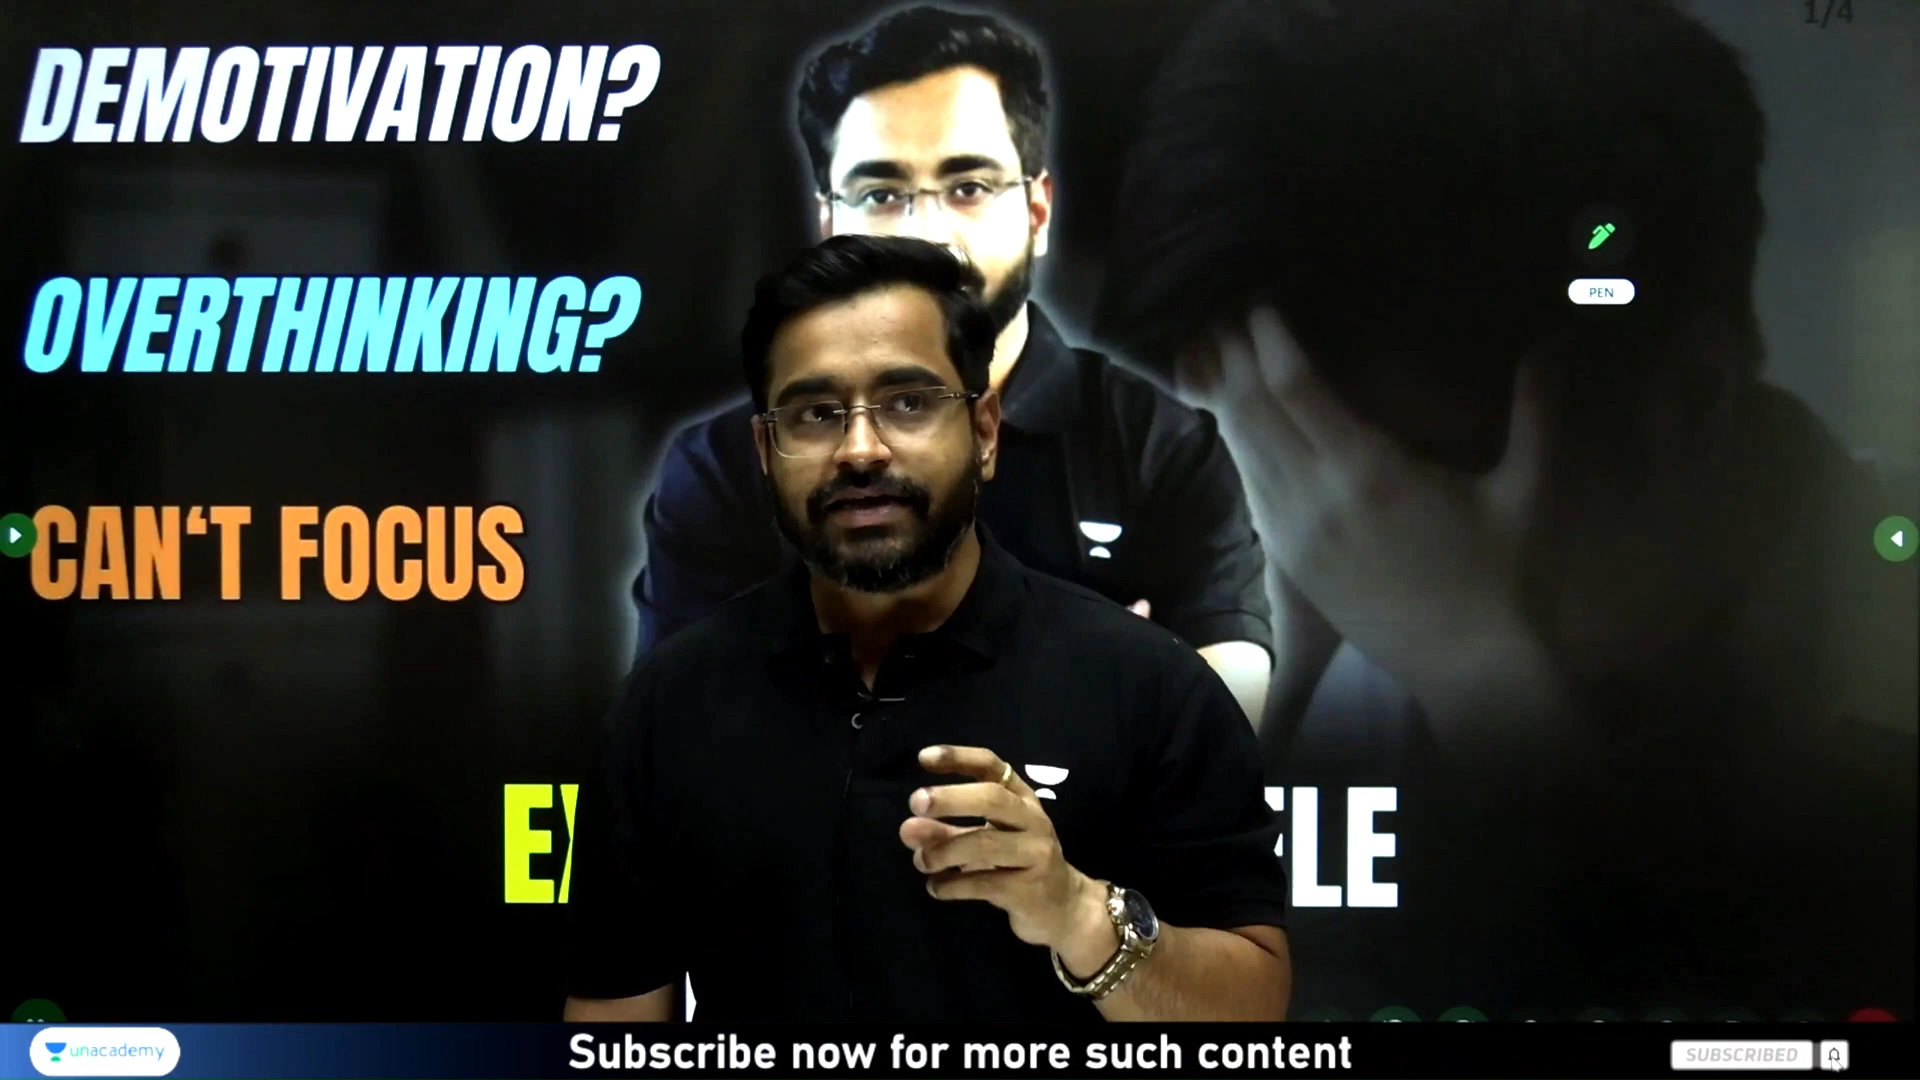 1/4
DEMOTIVATION?
PEN
OVERTHINKING?
CAN'T FOCUS
unacademy
Subscribe now for more such content
SUBSCRIBED